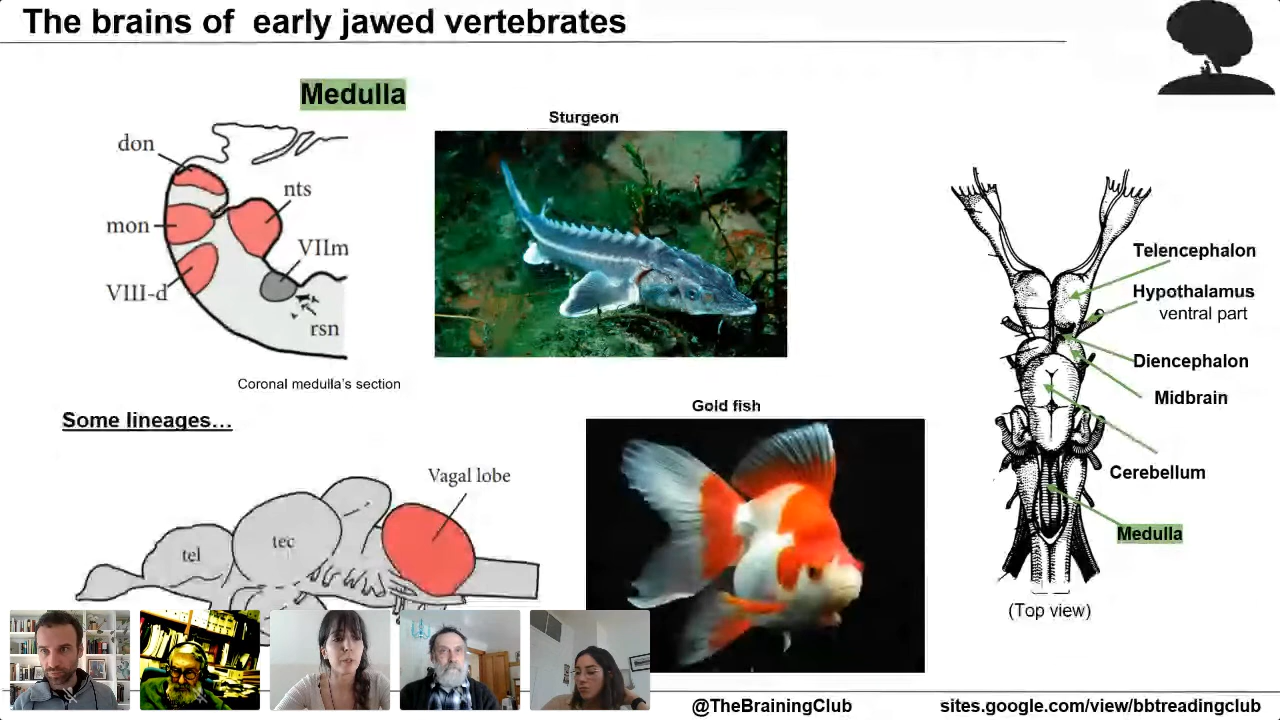 The brains of early jawed vertebrates
Medulla
don
nts
mon
VIIm
VIII-d
rsn
Coronal medulla's section
Sturgeon
Some lineages...
Vagal lobe
tel
tec
Gold fish
Telencephalon
Hypothalamus
ventral part
Diencephalon
Midbrain
Cerebellum
Medulla
(Top view)
@TheBrainingClub
sites.google.com/view/bbtreadingclub